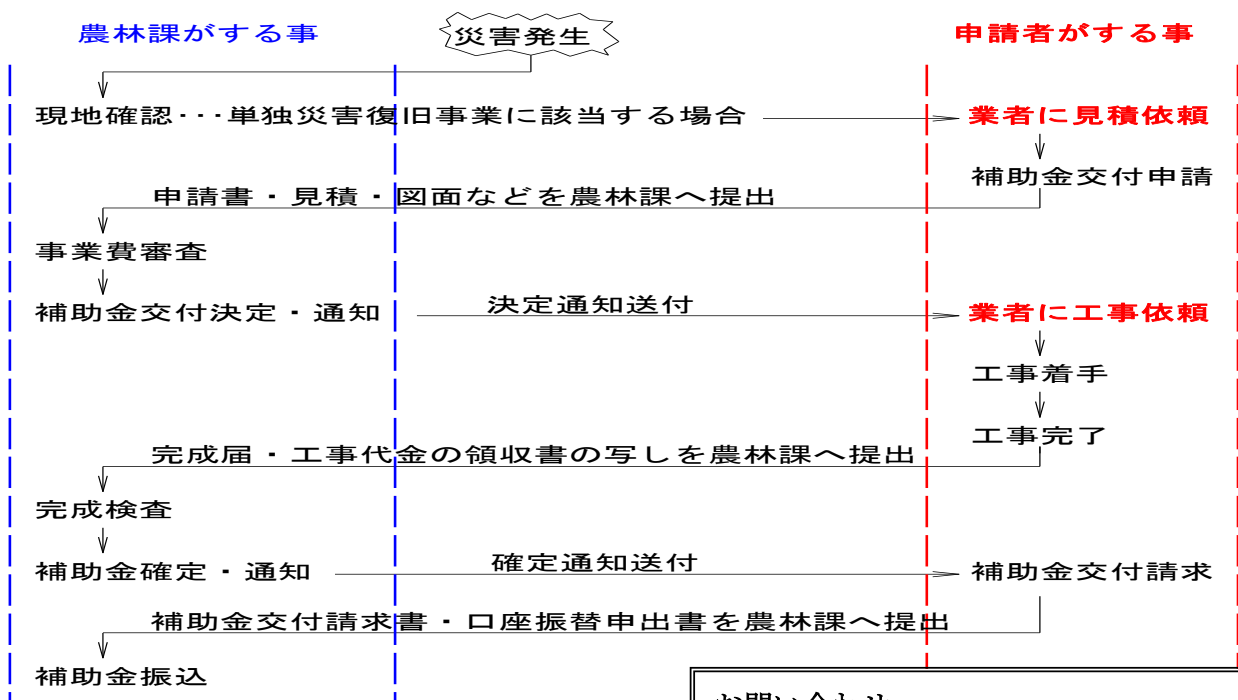 農林課がする事
災害発生
申請者がする事
現地確認･･･単独災害復旧事業に該当する場合
業者に見積依頼
補助金交付申請
申請書・見積・図面などを農林課へ提出
事業費審査
補助金交付決定・通知
決定通知送付
業者に工事依頼
工事着手
工事完了
完成届・工事代金の領収書の写しを農林課へ提出
完成検査
補助金確定・通知
確定通知送付
補助金交付請求
補助金交付請求書・口座振替申出書を農林課へ提出
補助金振込
お問い合わせ